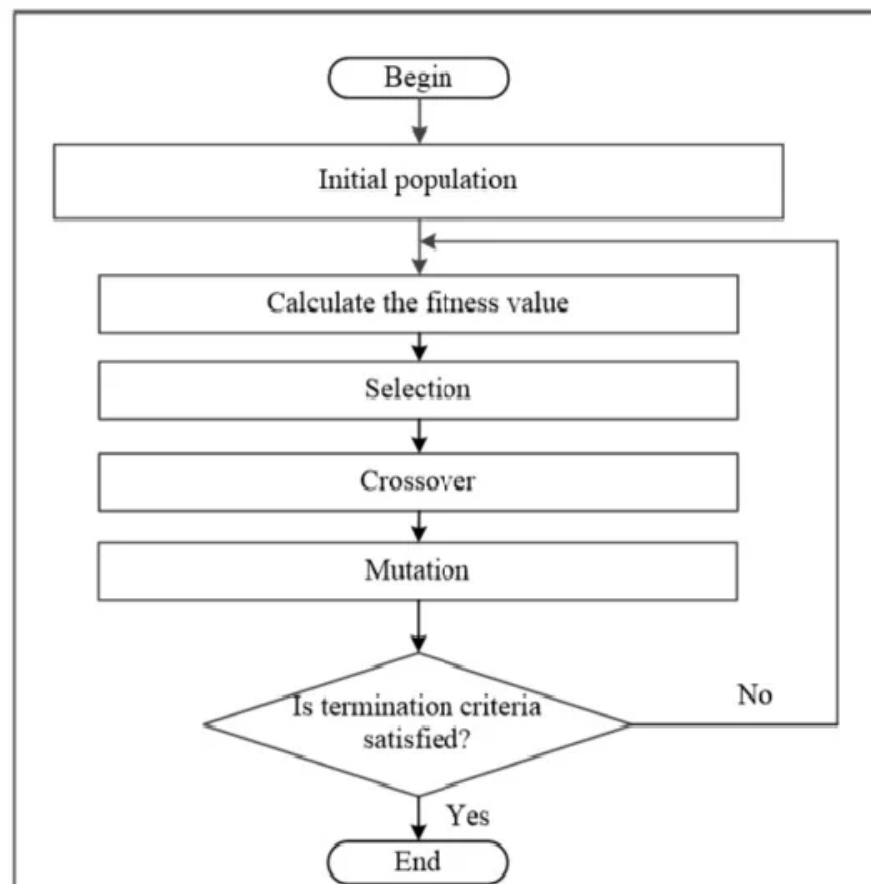 Begin
Initial population
Calculate the fitness value
Selection
Crossover
Mutation
Is termination criteria
satisfied?
No
Yes
End